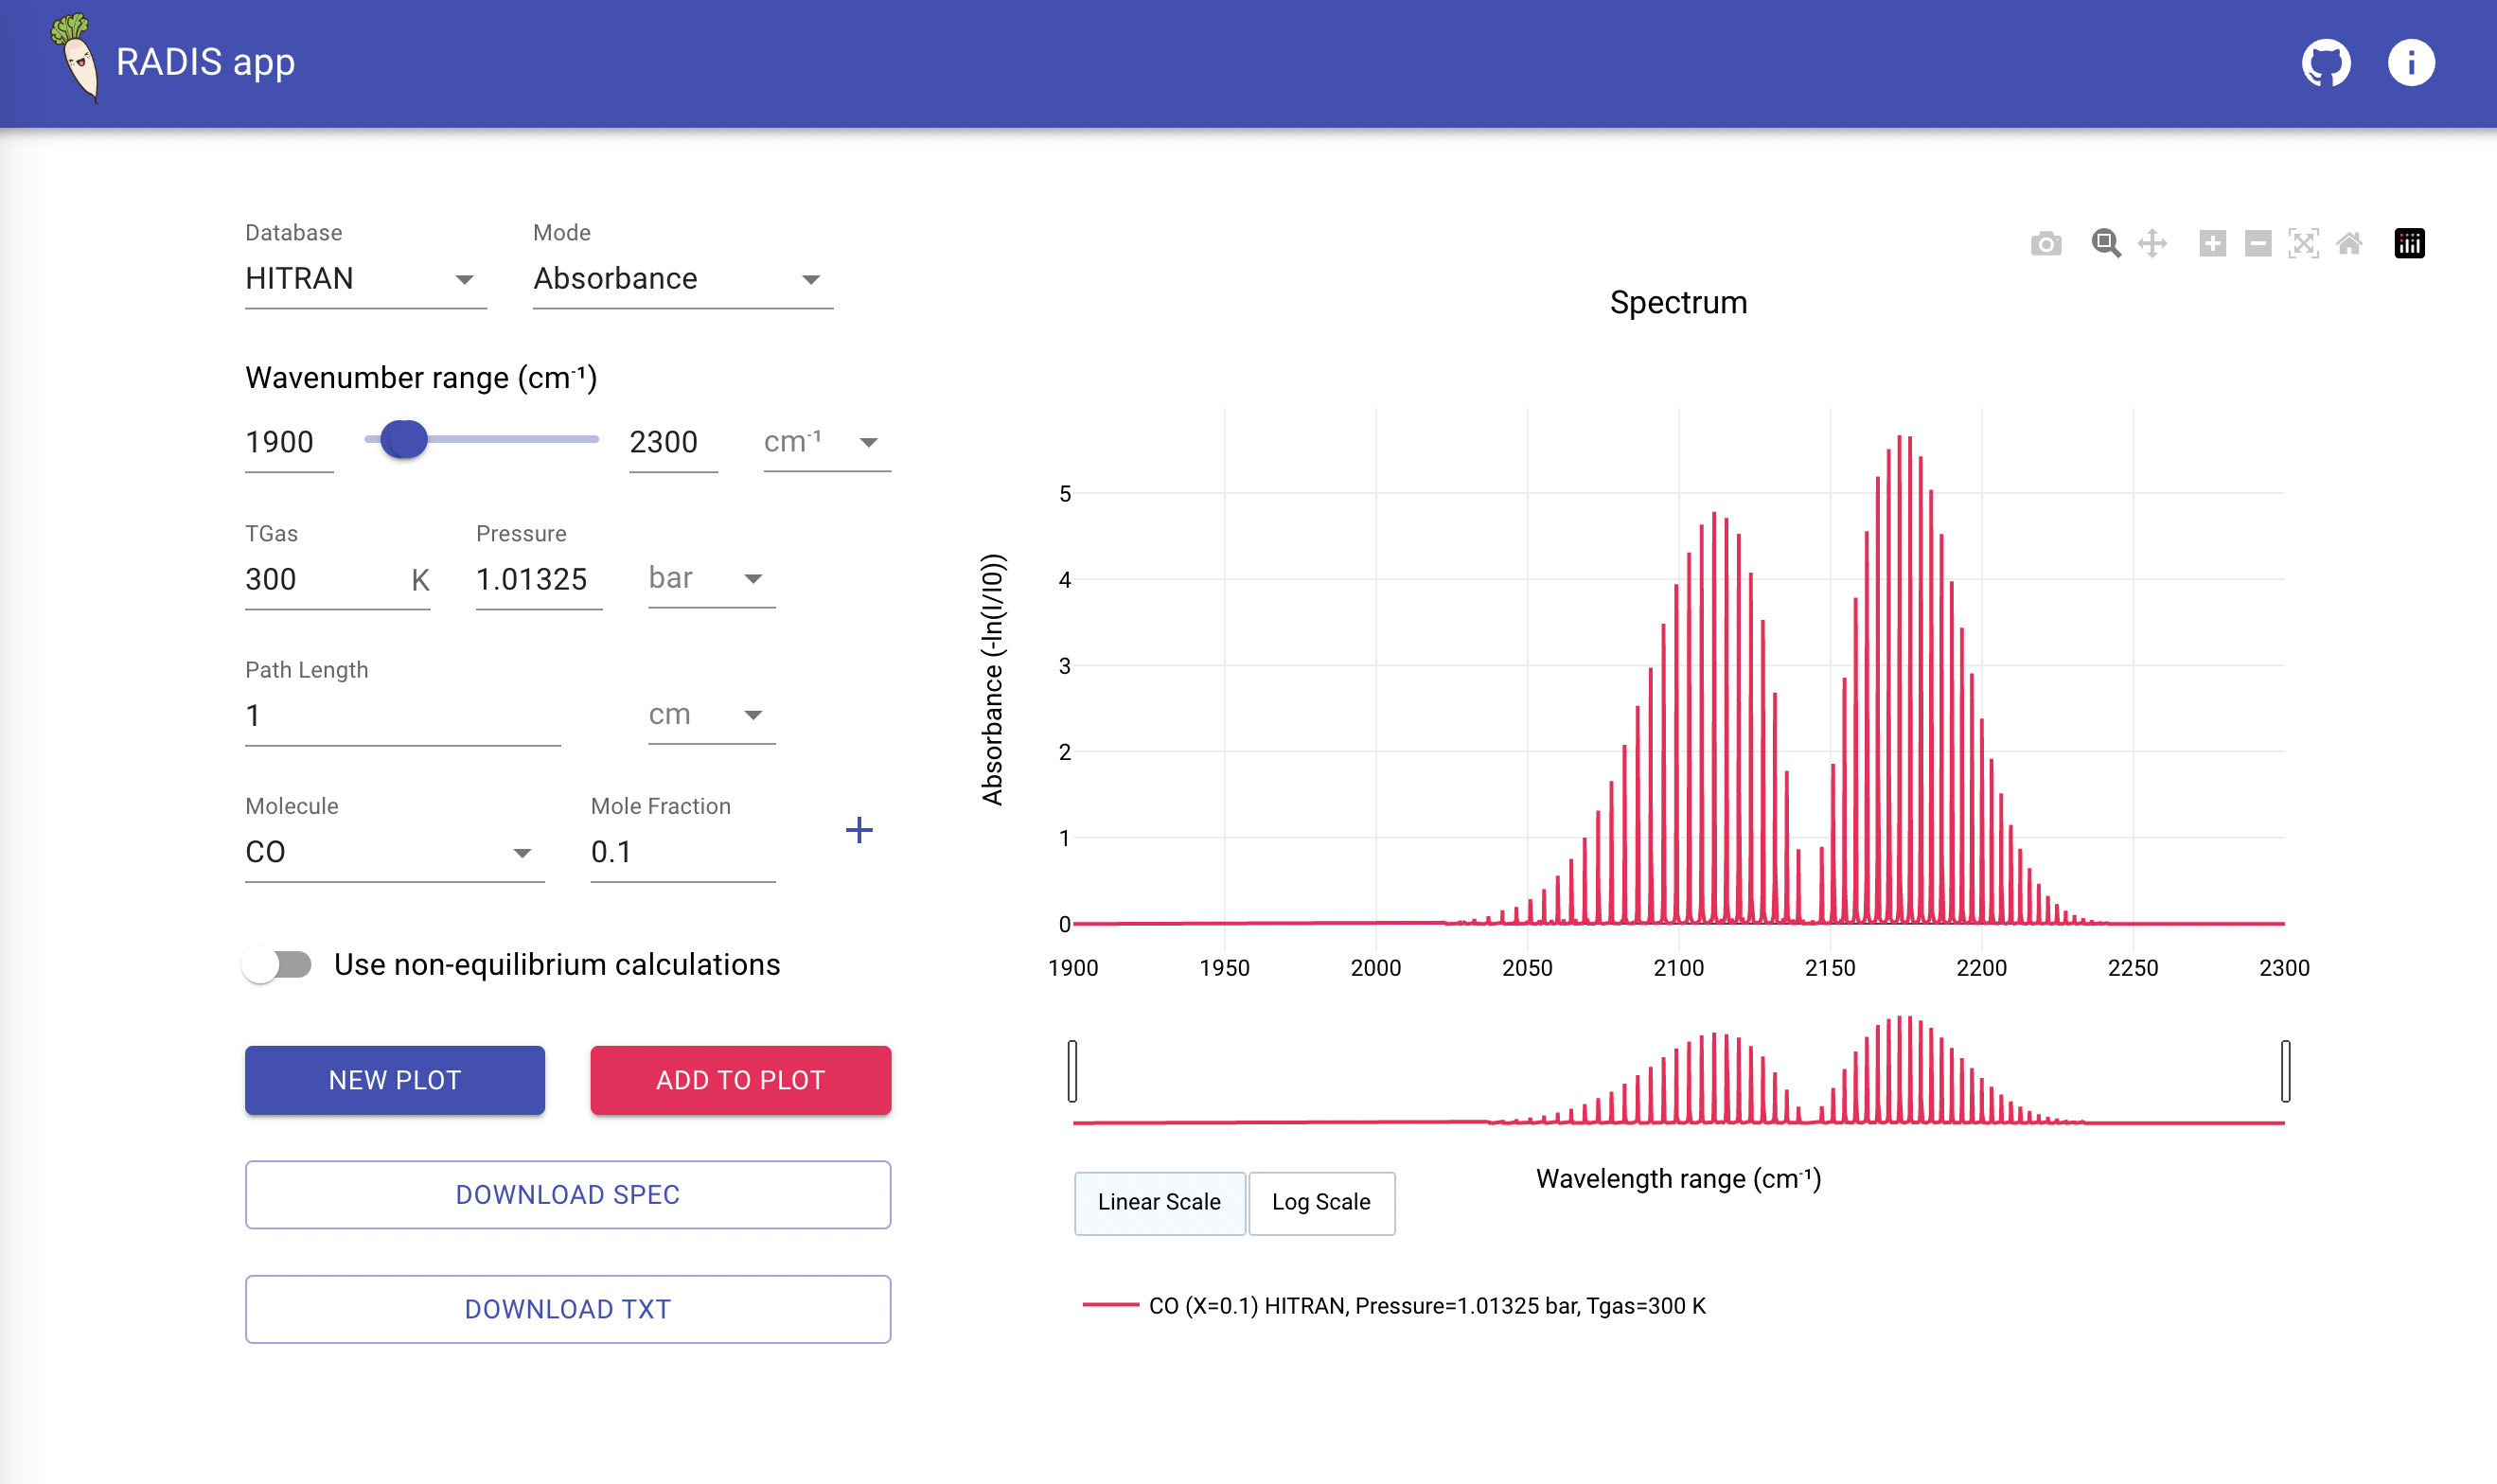 RADIS app
Database
Mode
HITRAN
Absorbance
Wavenumber range (cm⁻¹)
1900
2300
cm⁻¹
TGas
Pressure
300 K
1.01325
bar
Path Length
1
cm
Molecule
Mole Fraction
CO
0.1
+
Use non-equilibrium calculations
NEW PLOT
ADD TO PLOT
DOWNLOAD SPEC
DOWNLOAD TXT
Spectrum
Absorbance (-ln(I/I0))
5
4
3
2
1
0
1900 1950 2000 2050 2100 2150 2200 2250 2300
Wavelength range (cm⁻¹)
Linear Scale
Log Scale
CO (X=0.1) HITRAN, Pressure=1.01325 bar, Tgas=300 K